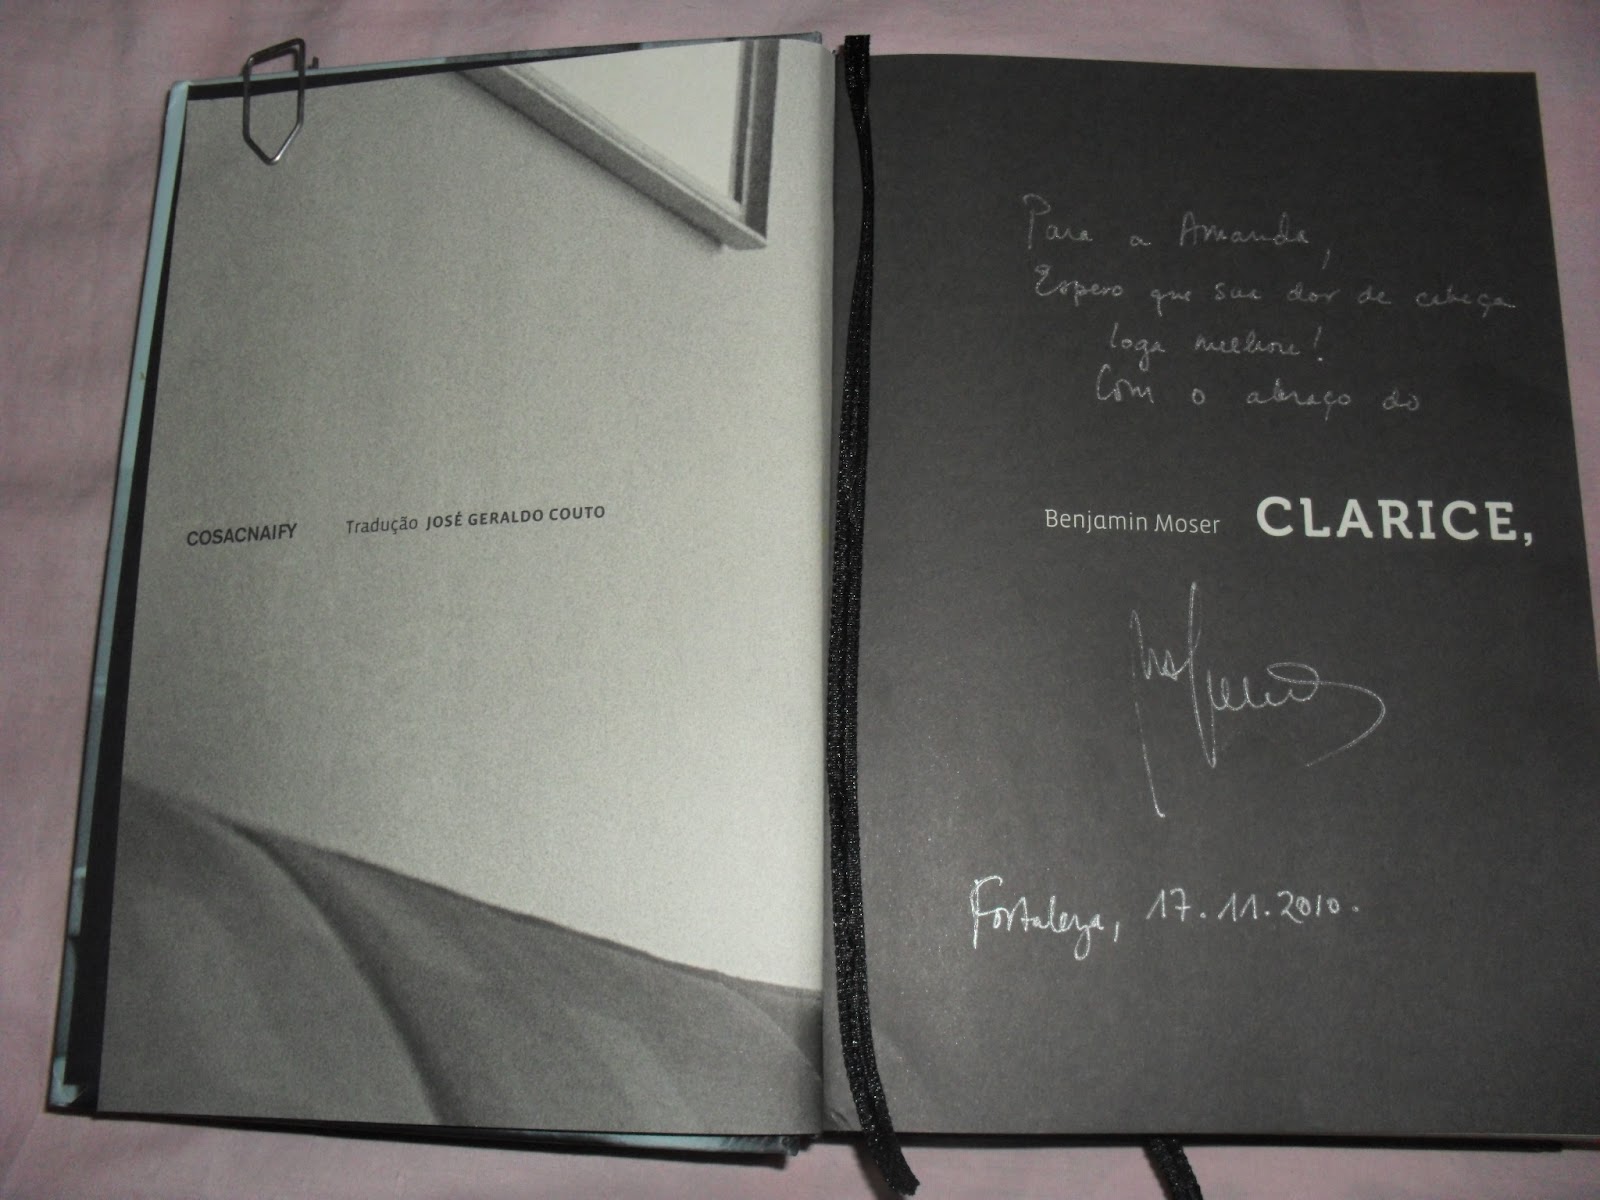 COSACNAIFY
Tradução JOSÉ GERALDO COUTO
Para a Amanda,
Espero que sua dor de cabeça
loga melhore!
Com o abraço do
Benjamin Moser CLARICE,
Fortaleza, 17.11.2010.